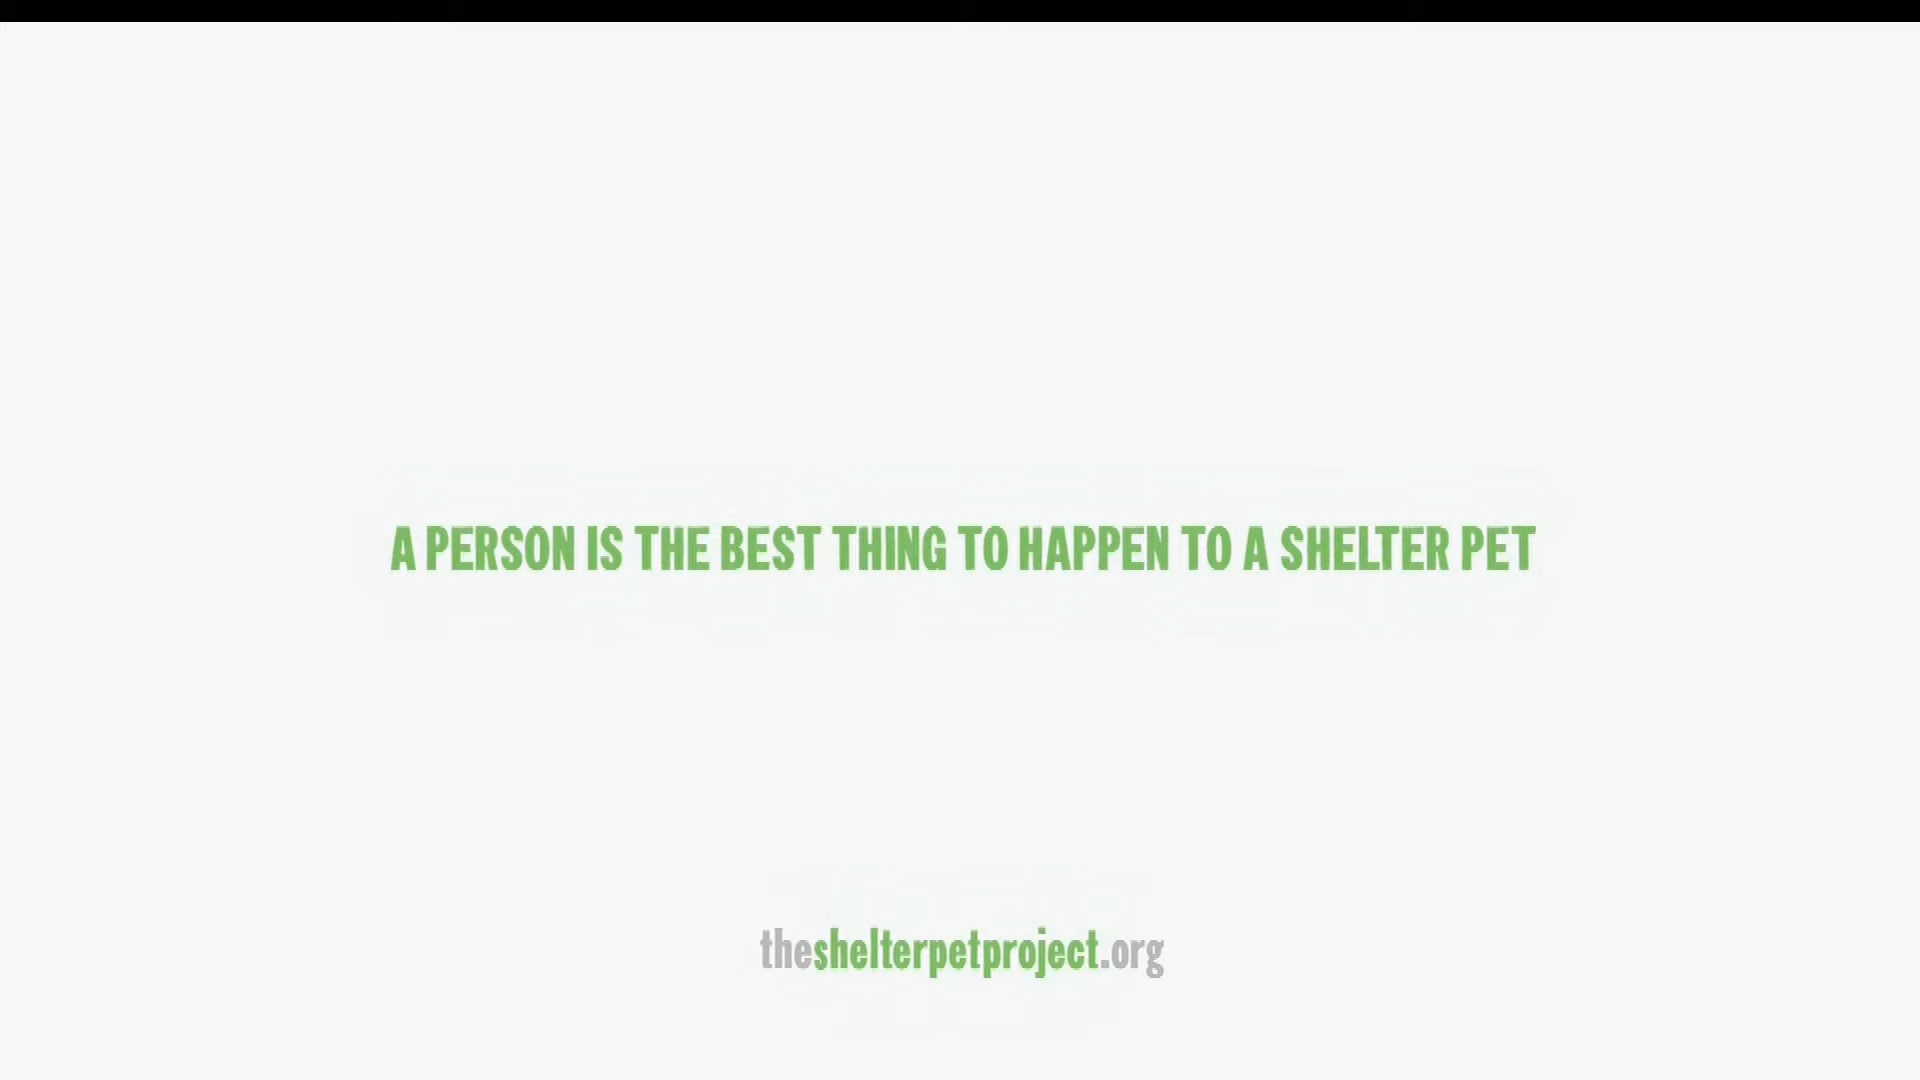 A PERSON IS THE BEST THING TO HAPPEN TO A SHELTER PET
theshelterpetproject.org